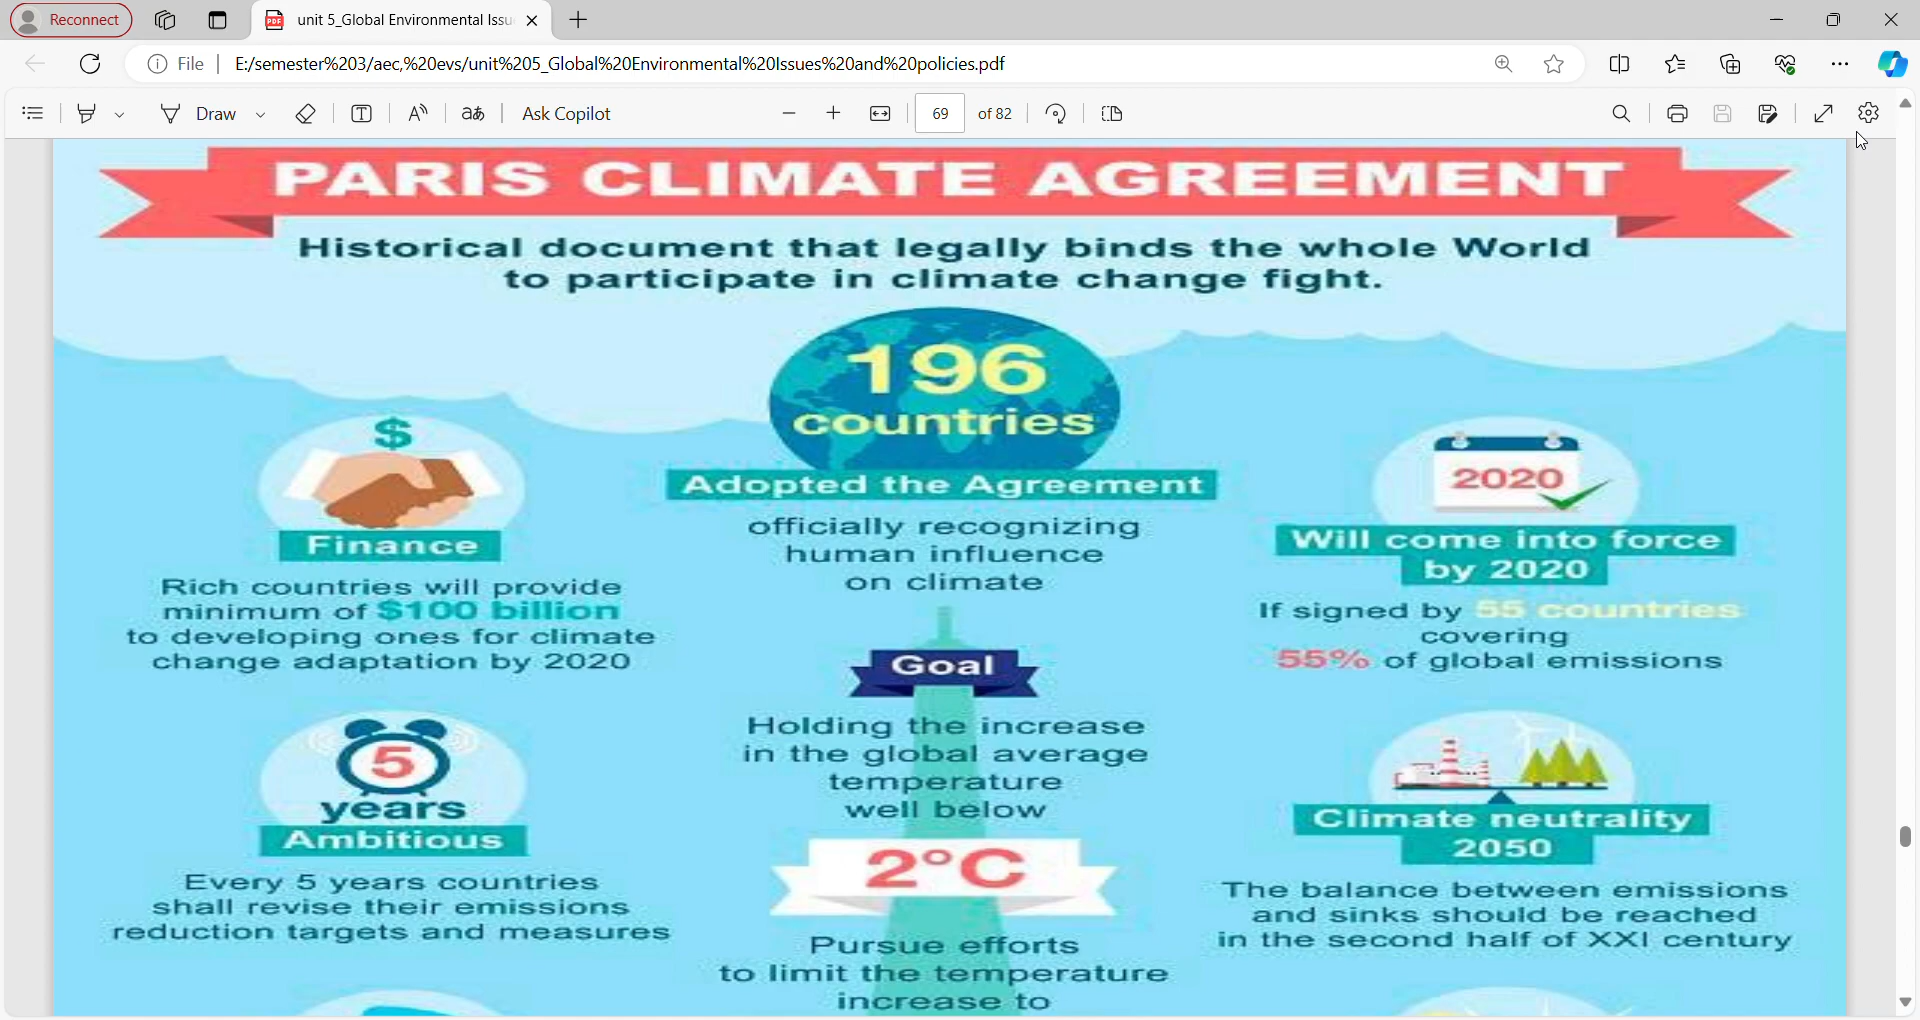 Reconnect
unit 5_Global Environmental Issu
File
E:/semester%203/aec,%20evs/unit%205_Global%20Environmental%20Issues%20and%20policies.pdf
Draw
Ask Copilot
69 of 82
PARIS CLIMATE AGREEMENT
Historical document that legally binds the whole World
to participate in climate change fight.
196
countries
Adopted the Agreement
officially recognizing
human influence
on climate
$
Finance
Rich countries will provide
minimum of $100 billion
to developing ones for climate
change adaptation by 2020
2020
Will come into force
by 2020
If signed by 55 countries
covering
55% of global emissions
Goal
Holding the increase
in the global average
temperature
well below
2°C
Pursue efforts
to limit the temperature
increase to
5
years
Ambitious
Every 5 years countries
shall revise their emissions
reduction targets and measures
Climate neutrality
2050
The balance between emissions
and sinks should be reached
in the second half of XXI century